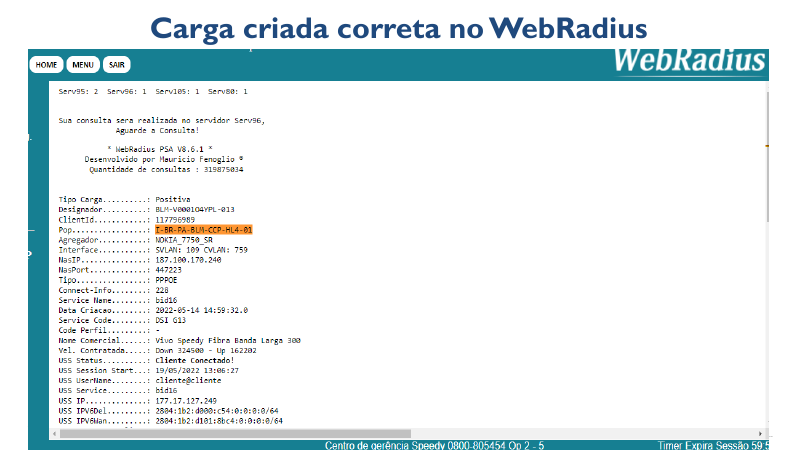 Carga criada correta no WebRadius
HOME MENU SAIR WebRadius
Serv95: 2 Serv96: 1 Serv105: 1 Serv80: 1
Sua consulta sera realizada no servidor Serv96,
Aguarde a Consulta!
* WebRadius PSA V8.6.1 *
Desenvolvido por Mauricio Fenoglio ®
Quantidade de consultas : 319875034
Tipo Carga..........: Positiva
Designador..........: BLM-V0001O4YPL-013
ClientId............: 117796989
Pop.................: I-BR-PA-BLM-CCP-HL4-01
Agregador...........: NOKIA_7750_SR
Interface...........: SVLAN: 109 CVLAN: 759
NasIP...............: 187.100.170.240
NasPort.............: 447223
Tipo................: PPPOE
Connect-Info........: 228
Service Name........: bid16
Data Criacao........: 2022-05-14 14:59:32.0
Service Code........: DSI G13
Code Perfil.........: -
Nome Comercial......: Vivo Speedy Fibra Banda Larga 300
Vel. Contratada.....: Down 324500 - Up 162202
USS Status..........: Cliente Conectado!
USS Session Start...: 19/05/2022 13:06:27
USS UserName........: cliente@cliente
USS Service.........: bid16
USS IP..............: 177.17.127.249
USS IPV6Del.........: 2804:1b2:d000:c54:0:0:0:0/64
USS IPV6Wan.........: 2804:1b2:d101:8bc4:0:0:0:0/64
Centro de gerência Speedy 0800-805454 Op 2 - 5 Timer Expira Sessão 59:5